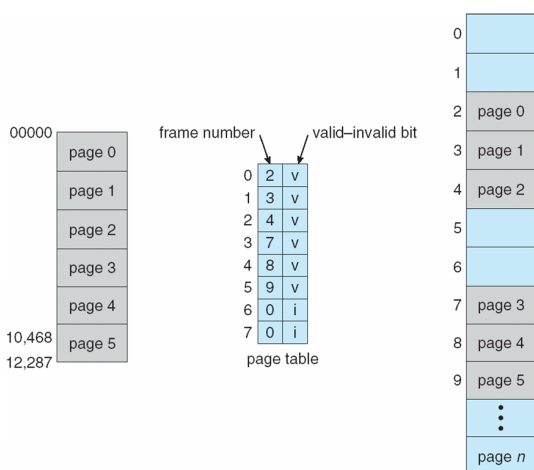 00000
page 0
page 1
page 2
page 3
page 4
10,468
page 5
12,287
frame number
valid–invalid bit
0 2 v
1 3 v
2 4 v
3 7 v
4 8 v
5 9 v
6 0 i
7 0 i
page table
0
1
2 page 0
3 page 1
4 page 2
5
6
7 page 3
8 page 4
9 page 5
page n